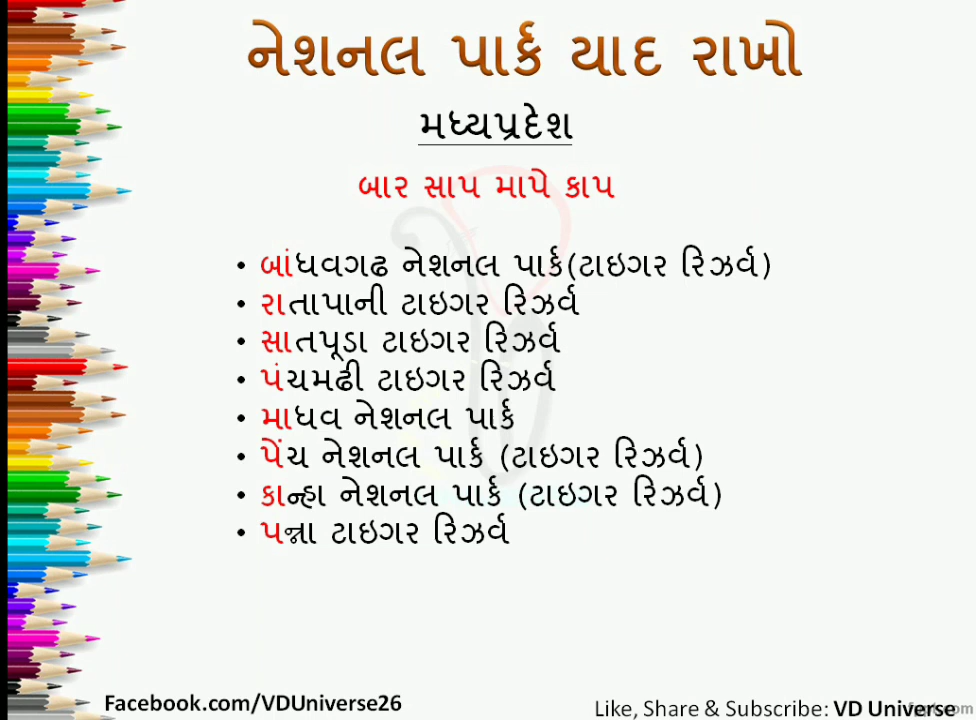 નેશનલ પાર્ક યાદ રાખો
મધ્યપ્રદેશ
બાર સાપ માપે કાપ
• બાંધવગઢ નેશનલ પાર્ક(ટાઇગર રિઝર્વ)
• રાતાપાની ટાઇગર રિઝર્વ
• સાતપૂડા ટાઇગર રિઝર્વ
• પંચમઢી ટાઇગર રિઝર્વ
• માધવ નેશનલ પાર્ક
• પેંચ નેશનલ પાર્ક (ટાઇગર રિઝર્વ)
• કાન્હા નેશનલ પાર્ક (ટાઇગર રિઝર્વ)
• પન્ના ટાઇગર રિઝર્વ
Facebook.com/VDUniverse26
Like, Share & Subscribe: VD Universe